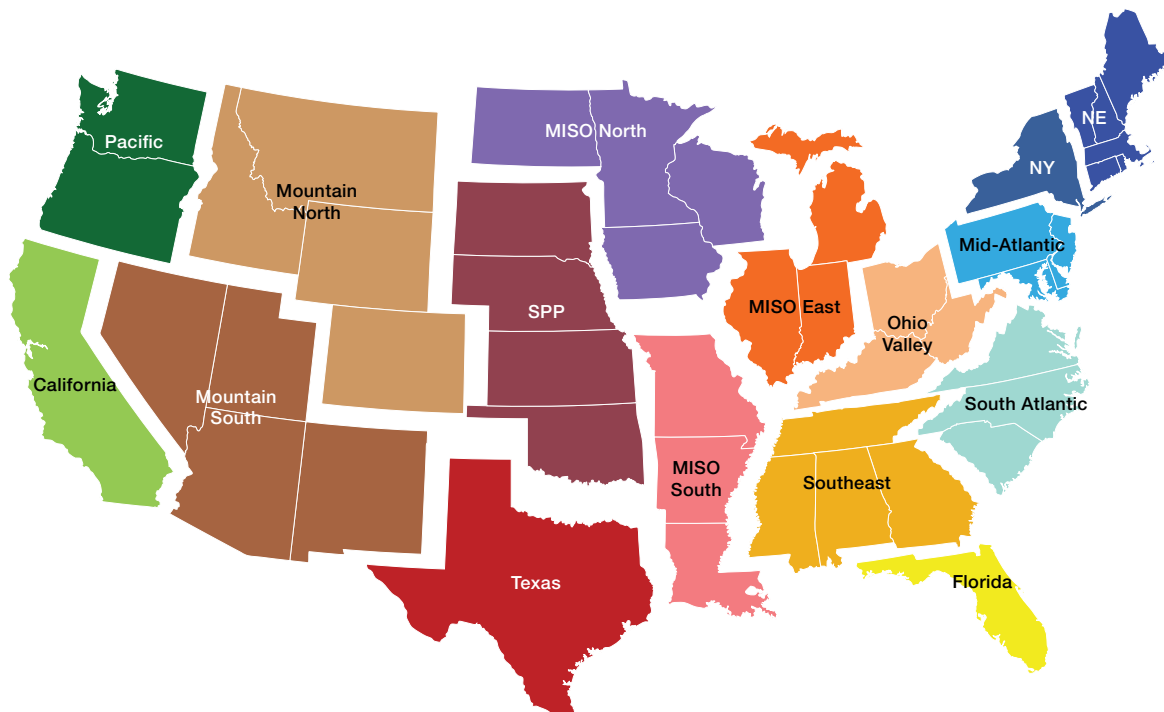 NE
MISO North
Pacific
NY
Mountain
North
Mid-Atlantic
MISO East
SPP
Ohio
Valley
California
Mountain
South
South Atlantic
MISO
South
Southeast
Texas
Florida